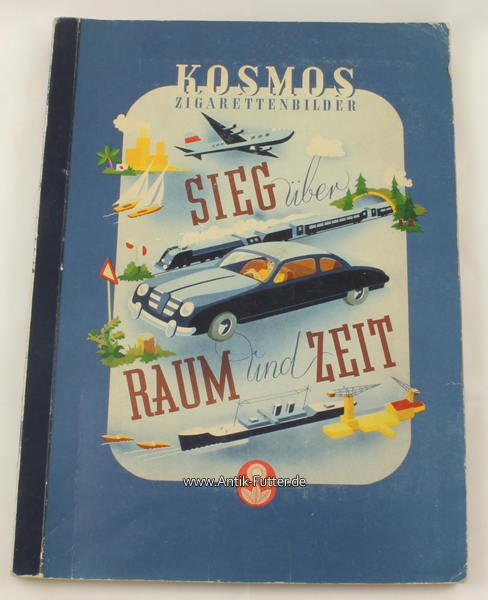 KOSMOS
ZIGARETTENBILDER
SIEG über
RAUM und ZEIT
www.Antik-Futter.de